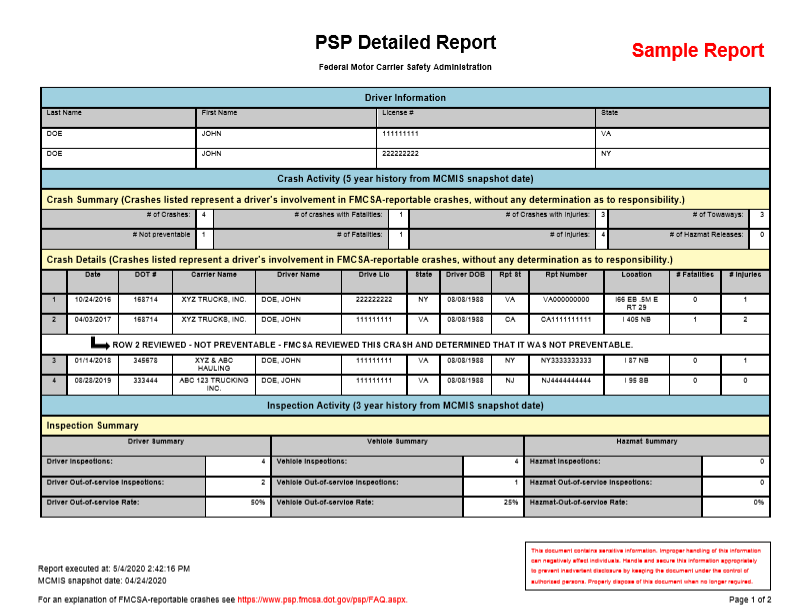 PSP Detailed Report
Sample Report
Federal Motor Carrier Safety Administration
Driver Information
Last Name First Name License # State
DOE JOHN 111111111 VA
DOE JOHN 222222222 NY
Crash Activity (5 year history from MCMIS snapshot date)
Crash Summary (Crashes listed represent a driver's involvement in FMCSA-reportable crashes, without any determination as to responsibility.)
# of Crashes: 4 # of crashes with Fatalities: 1 # of Crashes with Injuries: 3 # of Towaways: 3
# Not preventable 1 # of Fatalities: 1 # of Injuries: 4 # of Hazmat Releases: 0
Crash Details (Crashes listed represent a driver's involvement in FMCSA-reportable crashes, without any determination as to responsibility.)
Date DOT # Carrier Name Driver Name Drive Lic State Driver DOB Rpt St Rpt Number Location # Fatalities # Injuries
1 10/24/2016 168714 XYZ TRUCKS, INC. DOE, JOHN 222222222 NY 08/08/1988 VA VA000000000 I66 EB .5M E 0 1
RT 29
2 04/03/2017 168714 XYZ TRUCKS, INC. DOE, JOHN 111111111 VA 08/08/1988 CA CA1111111111 I 405 NB 1 2
ROW 2 REVIEWED - NOT PREVENTABLE - FMCSA REVIEWED THIS CRASH AND DETERMINED THAT IT WAS NOT PREVENTABLE.
3 01/14/2018 345678 XYZ & ABC DOE, JOHN 111111111 VA 08/08/1988 NY NY3333333333 I 87 NB 0 1
HAULING
4 08/28/2019 333444 ABC 123 TRUCKING DOE, JOHN 111111111 VA 08/08/1988 NJ NJ4444444444 I 95 SB 0 0
INC.
Inspection Activity (3 year history from MCMIS snapshot date)
Inspection Summary
Driver Summary Vehicle Summary Hazmat Summary
Driver Inspections: 4 Vehicle Inspections: 4 Hazmat Inspections: 0
Driver Out-of-service Inspections: 2 Vehicle Out-of-service Inspections: 1 Hazmat Out-of-service Inspections: 0
Driver Out-of-service Rate: 50% Vehicle Out-of-service Rate: 25% Hazmat-Out-of-service Rate: 0%
This document contains sensitive information. Improper handling of this information
can negatively affect individuals. Handle and secure this information appropriately
to prevent inadvertent disclosure by keeping the document under the control of
authorized persons. Properly dispose of this document when no longer required.
Report executed at: 5/4/2020 2:42:16 PM
MCMIS snapshot date: 04/24/2020
For an explanation of FMCSA-reportable crashes see https://www.psp.fmcsa.dot.gov/psp/FAQ.aspx.
Page 1 of 2